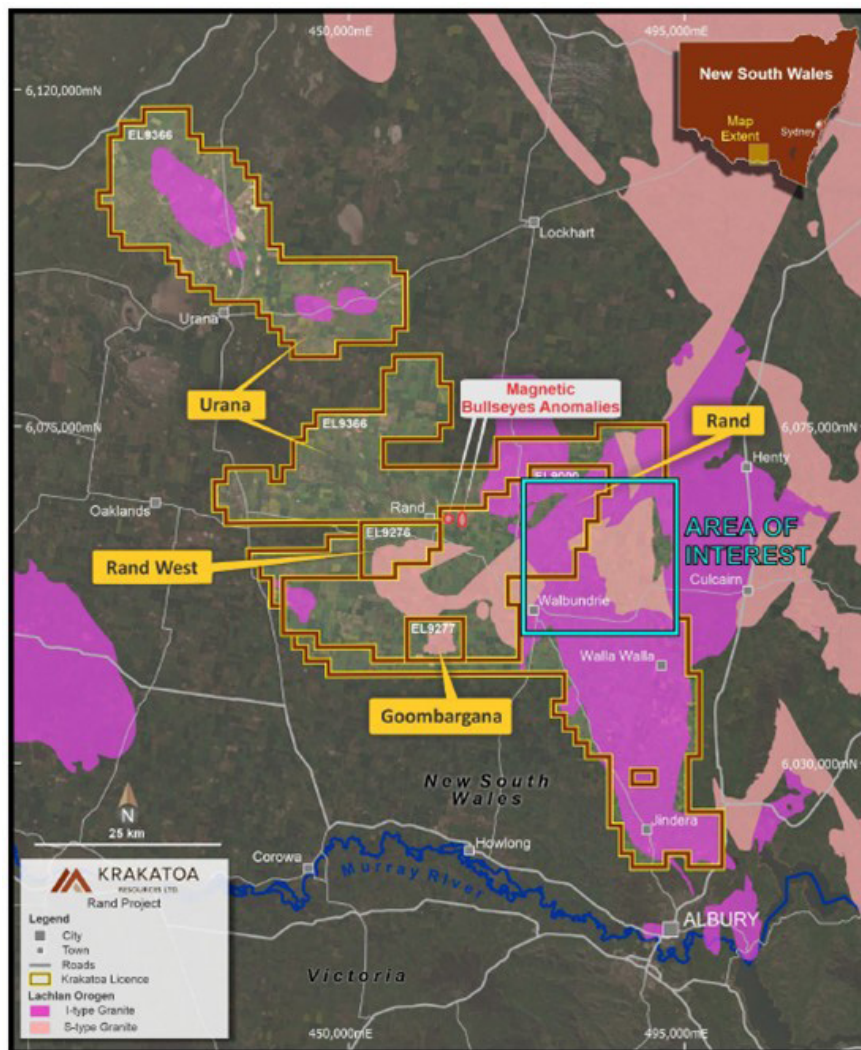 450,000mE
495,000mE
6,120,000mN
New South Wales
Map
Extent
Sydney
EL9366
Lockhart
Urana
Urana
EL9366
Magnetic
Bullseyes Anomalies
Rand
6,075,000mN
6,075,000mN
Henty
Oaklands
Rand
EL9000
AREA OF
INTEREST
EL9276
Rand West
Culcairn
Walbundrie
EL9277
Walla Walla
Goombargana
6,030,000mN
New South
Wales
N
25 km
Jindera
Howlong
Corowa
Murray River
ALBURY
Victoria
KRAKATOA
RESOURCES LTD
Rand Project
Legend
City
Town
Roads
Krakatoa Licence
Lachlan Orogen
I-type Granite
S-type Granite
450,000mE
495,000mE